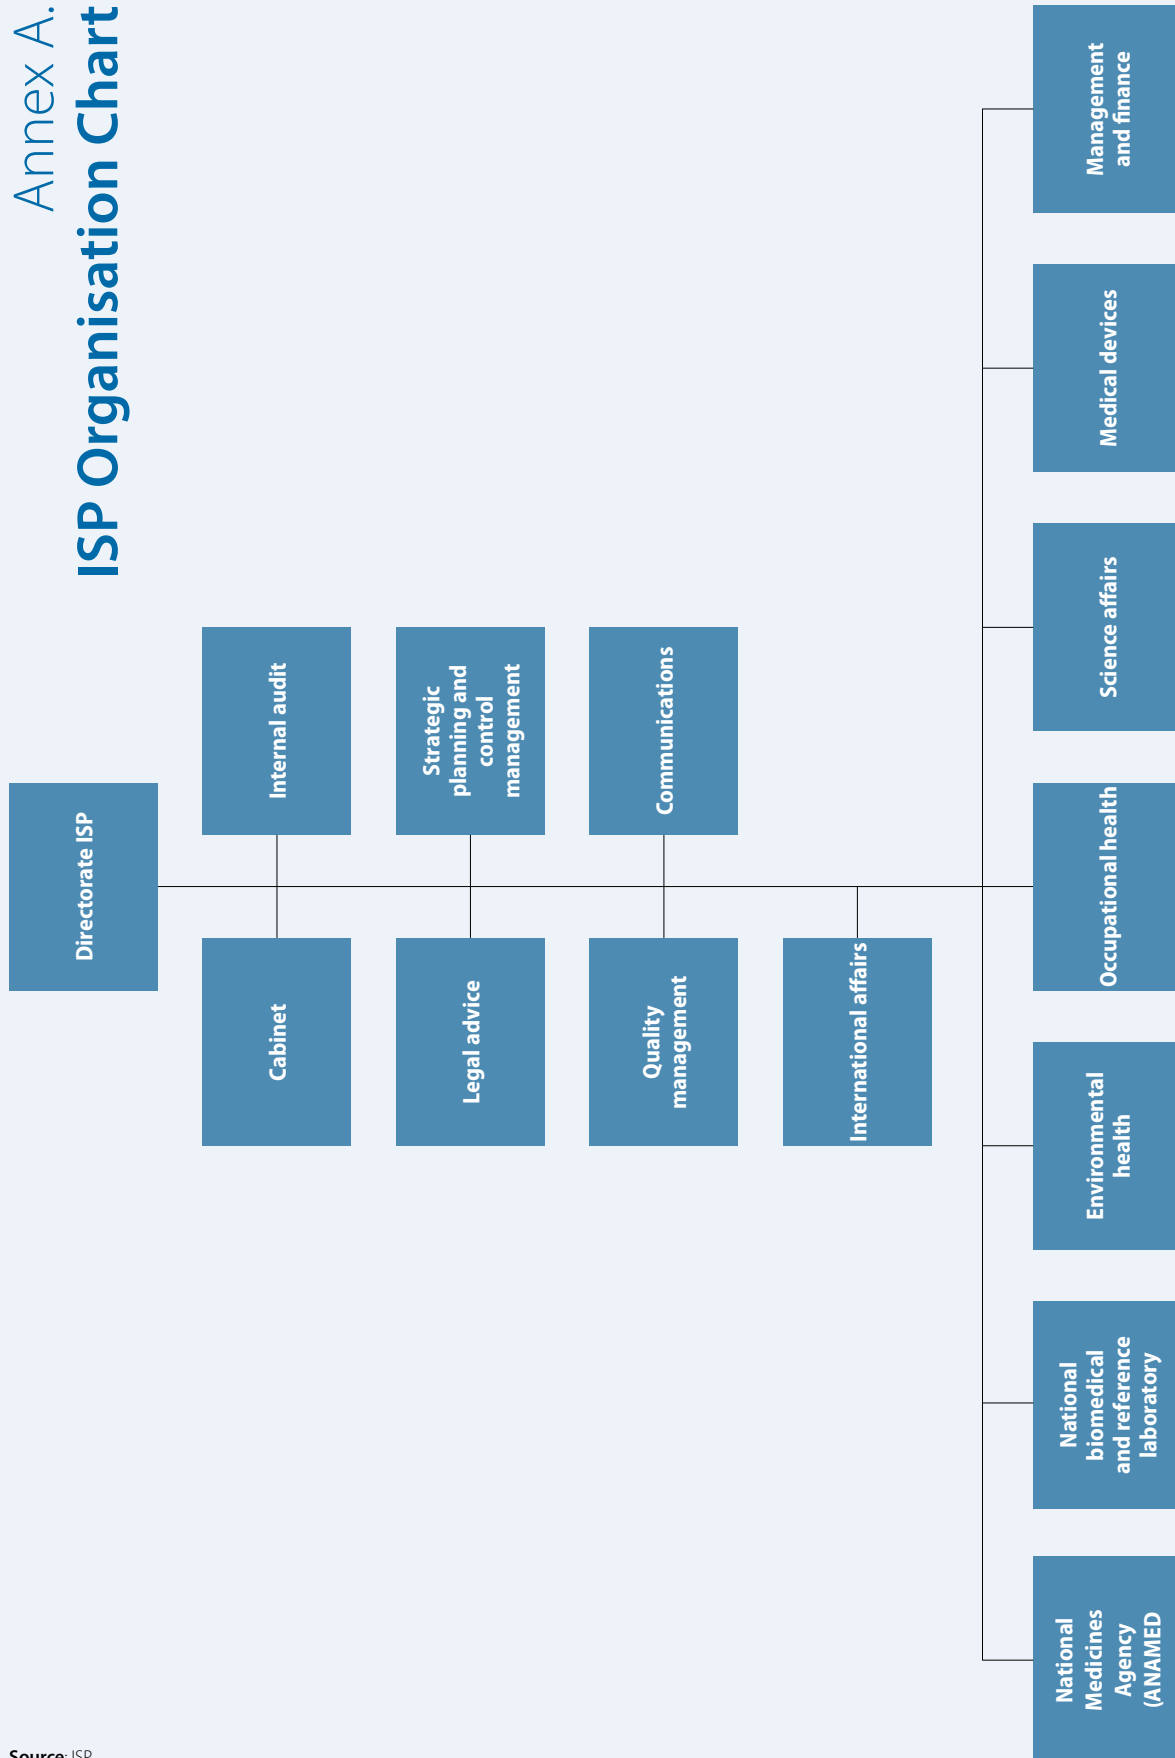 Annex A.
ISP Organisation Chart
Directorate ISP
Cabinet
Internal audit
Legal advice
Strategic
planning and
control
management
Quality
management
Communications
International affairs
National
Medicines
Agency
(ANAMED
National
biomedical
and reference
laboratory
Environmental
health
Occupational health
Science affairs
Medical devices
Management
and finance
Source: ISP